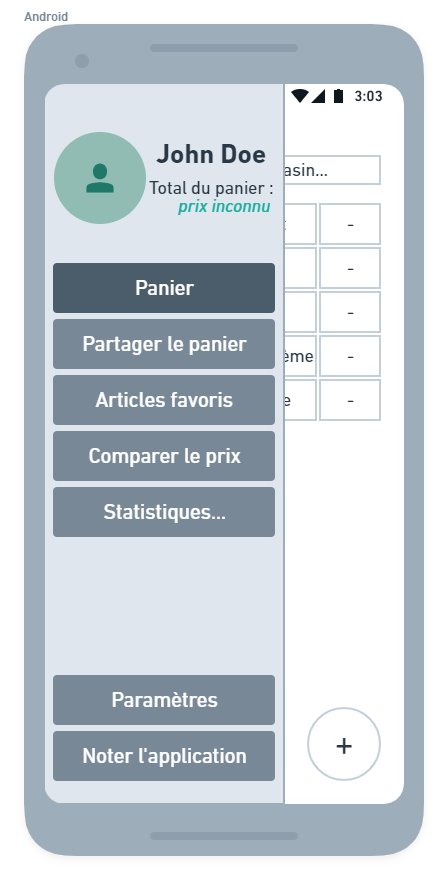 Android
3:03
John Doe
Total du panier :
prix inconnu
asin...
-
Panier
-
Partager le panier
-
ème -
Articles favoris
e -
Comparer le prix
Statistiques...
Paramètres
+
Noter l'application